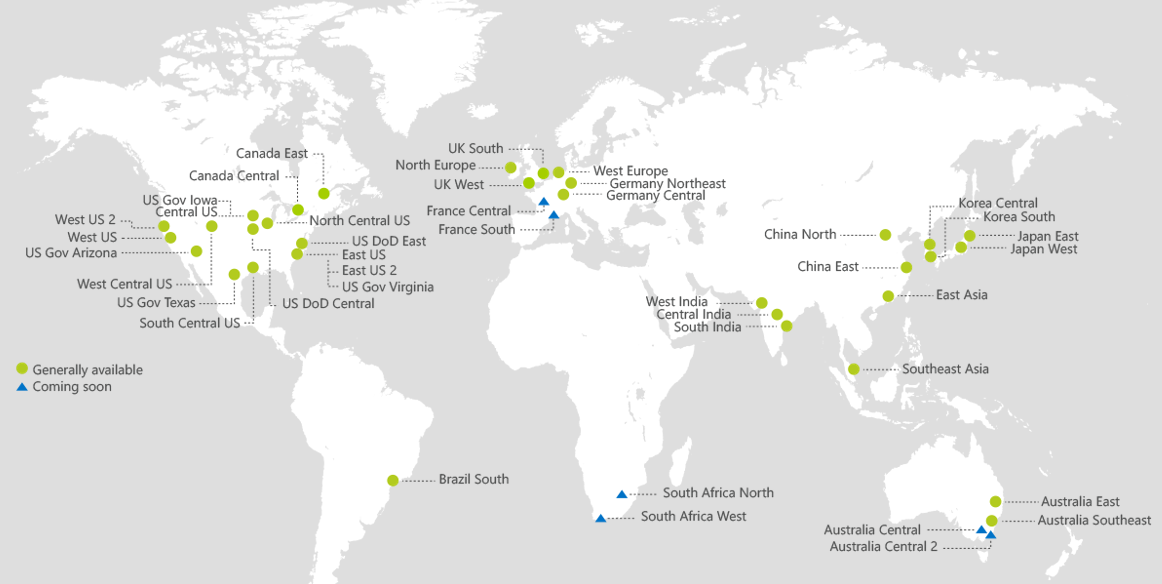 Canada East
Canada Central
US Gov Iowa
Central US
West US 2
West US
US Gov Arizona
West Central US
US Gov Texas
South Central US
North Central US
US DoD East
East US
East US 2
US Gov Virginia
US DoD Central
UK South
North Europe
UK West
West Europe
Germany Northeast
Germany Central
France Central
France South
Korea Central
Korea South
China North
Japan East
Japan West
China East
East Asia
West India
Central India
South India
Southeast Asia
Generally available
Coming soon
Brazil South
South Africa North
South Africa West
Australia East
Australia Southeast
Australia Central
Australia Central 2